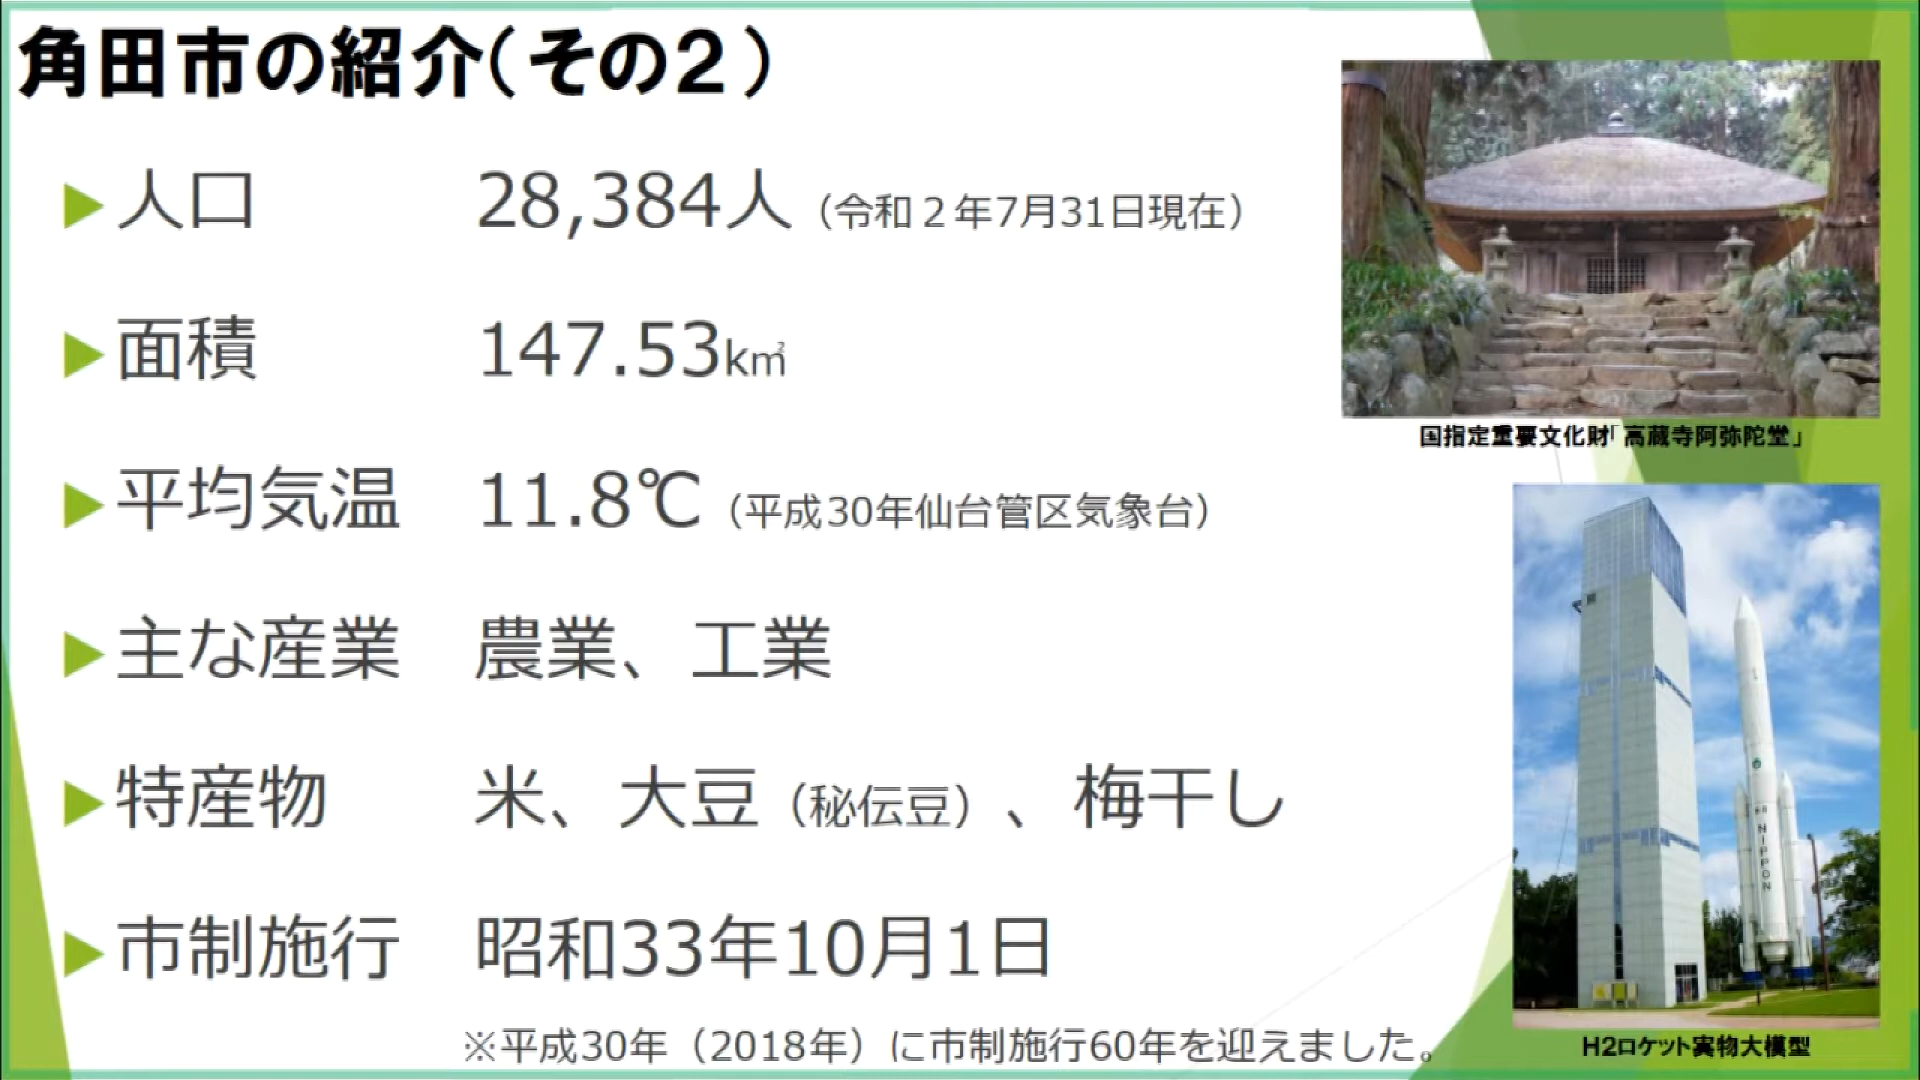 角田市の紹介（その２）
人口 28,384人（令和２年7月31日現在）
面積 147.53k㎡
平均気温 11.8℃（平成30年仙台管区気象台）
主な産業 農業、工業
特産物 米、大豆（秘伝豆）、梅干し
市制施行 昭和33年10月1日
※平成30年（2018年）に市制施行60年を迎えました。
国指定重要文化財「高蔵寺阿弥陀堂」
NIPPON
H2ロケット実物大模型